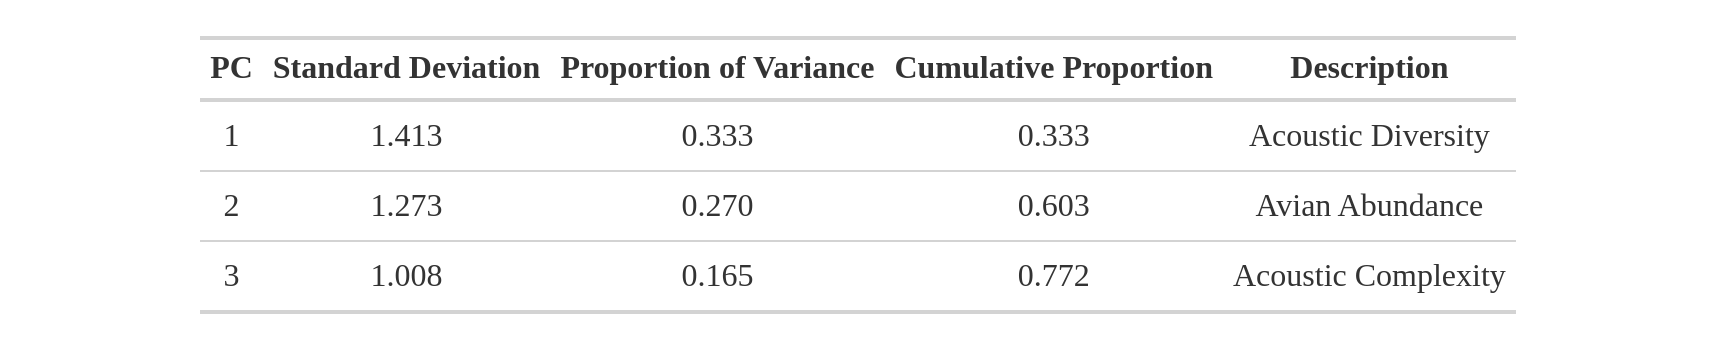 PC Standard Deviation Proportion of Variance Cumulative Proportion Description
1 1.413 0.333 0.333 Acoustic Diversity
2 1.273 0.270 0.603 Avian Abundance
3 1.008 0.165 0.772 Acoustic Complexity